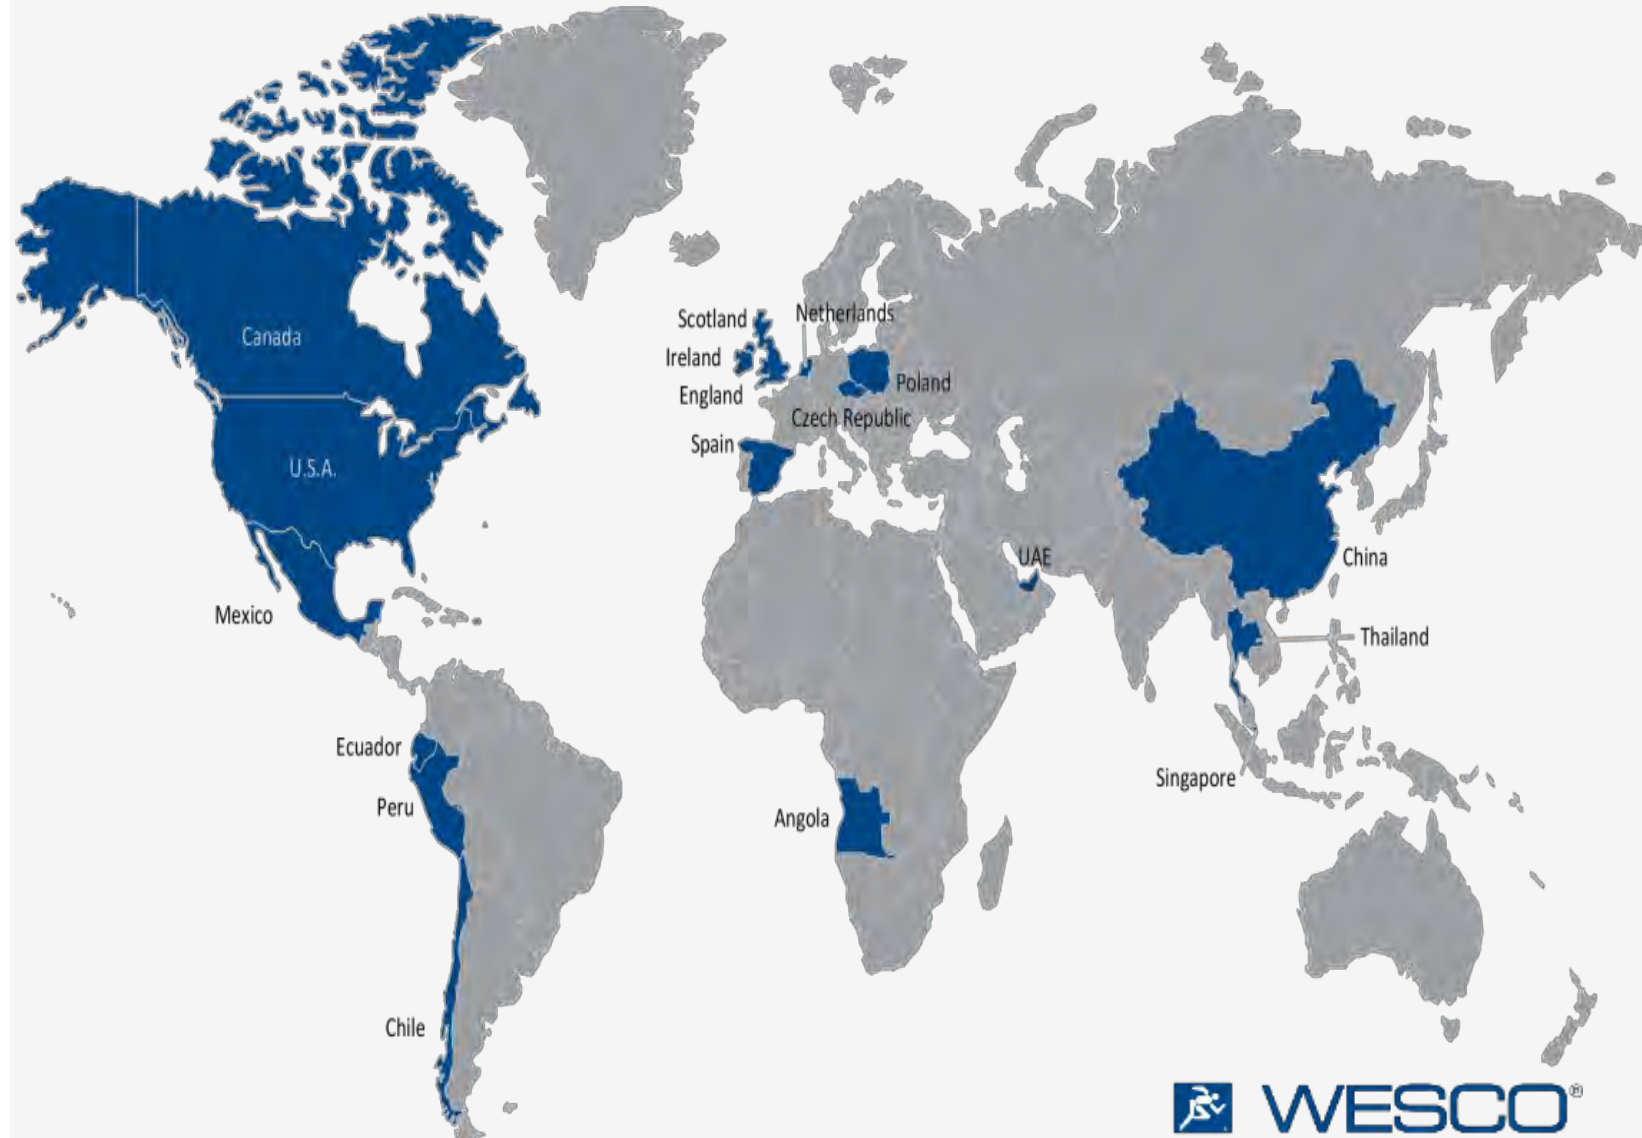 Canada
U.S.A.
Mexico
Ecuador
Peru
Chile
Scotland
Netherlands
Ireland
England
Poland
Czech Republic
Spain
UAE
China
Thailand
Singapore
Angola
WESCO®